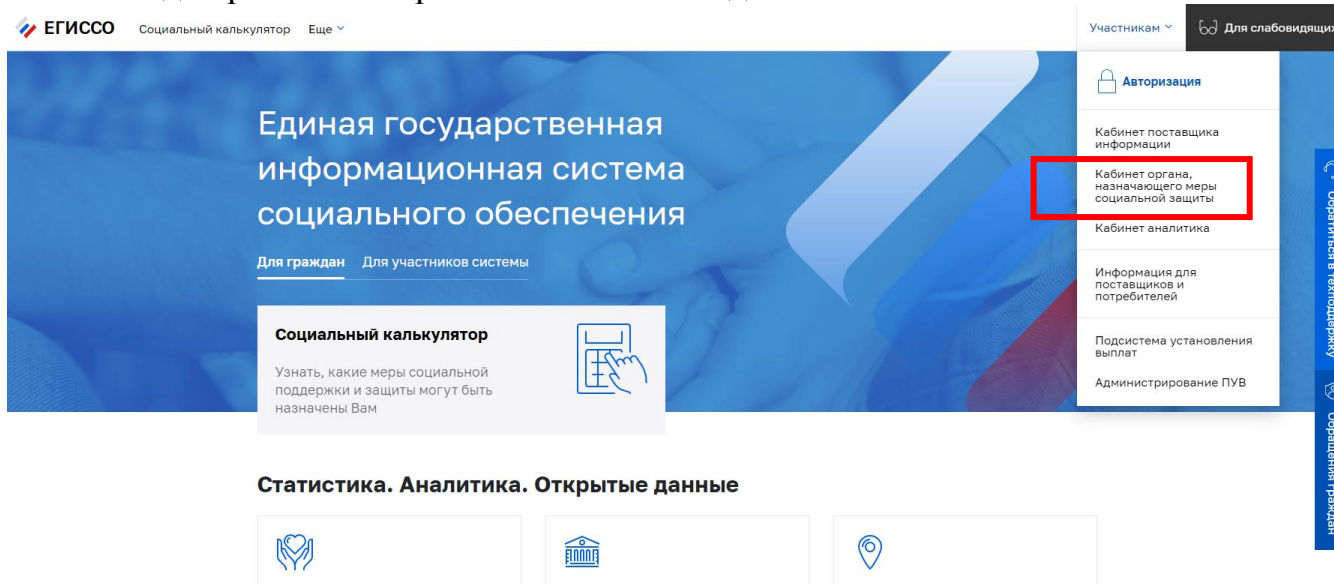 ЕГИССО Социальный калькулятор Еще Участникам Для слабовидящих
Авторизация
Кабинет поставщика
информации
Кабинет органа,
назначающего меры
социальной защиты
Кабинет аналитика
Информация для
поставщиков и
потребителей
Подсистема установления
выплат
Администрирование ПУВ
Единая государственная
информационная система
социального обеспечения
Для граждан Для участников системы
Социальный калькулятор
Узнать, какие меры социальной
поддержки и защиты могут быть
назначены Вам
Обратиться в техподдержку
Обращения граждан
Статистика. Аналитика. Открытые данные